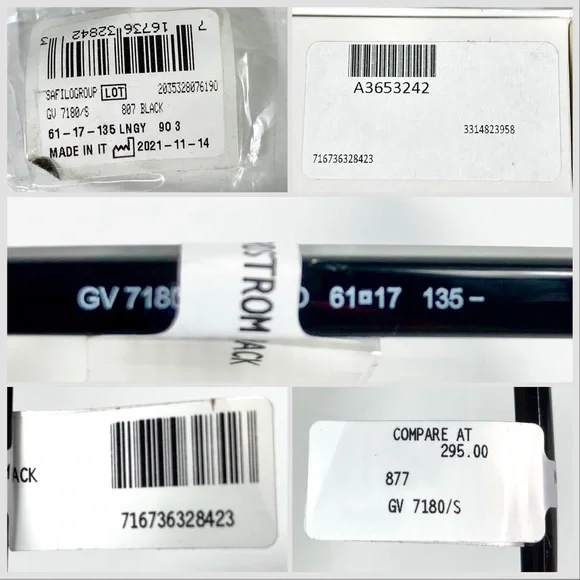 7 16736 32842 3
SAFILOGROUP LOT 2035328076190
GV 7180/S 807 BLACK
61-17-135 LNGY 90 3
MADE IN IT 2021-11-14
A3653242
3314823958
716736328423
GV 7180
61 17 135 -
ACK
ACK
716736328423
COMPARE AT
295.00
877
GV 7180/S